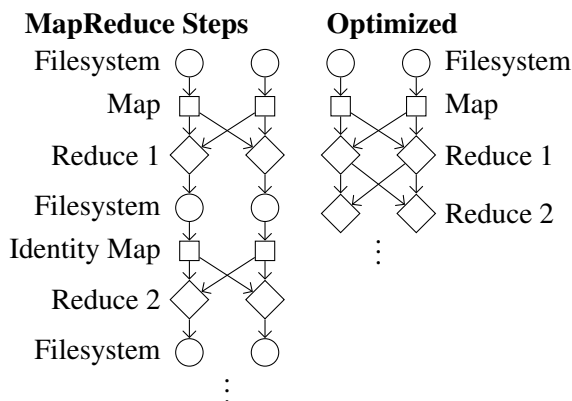 MapReduce Steps
Filesystem
Map
Reduce 1
Filesystem
Identity Map
Reduce 2
Filesystem
⋮
Optimized
Filesystem
Map
Reduce 1
Reduce 2
⋮